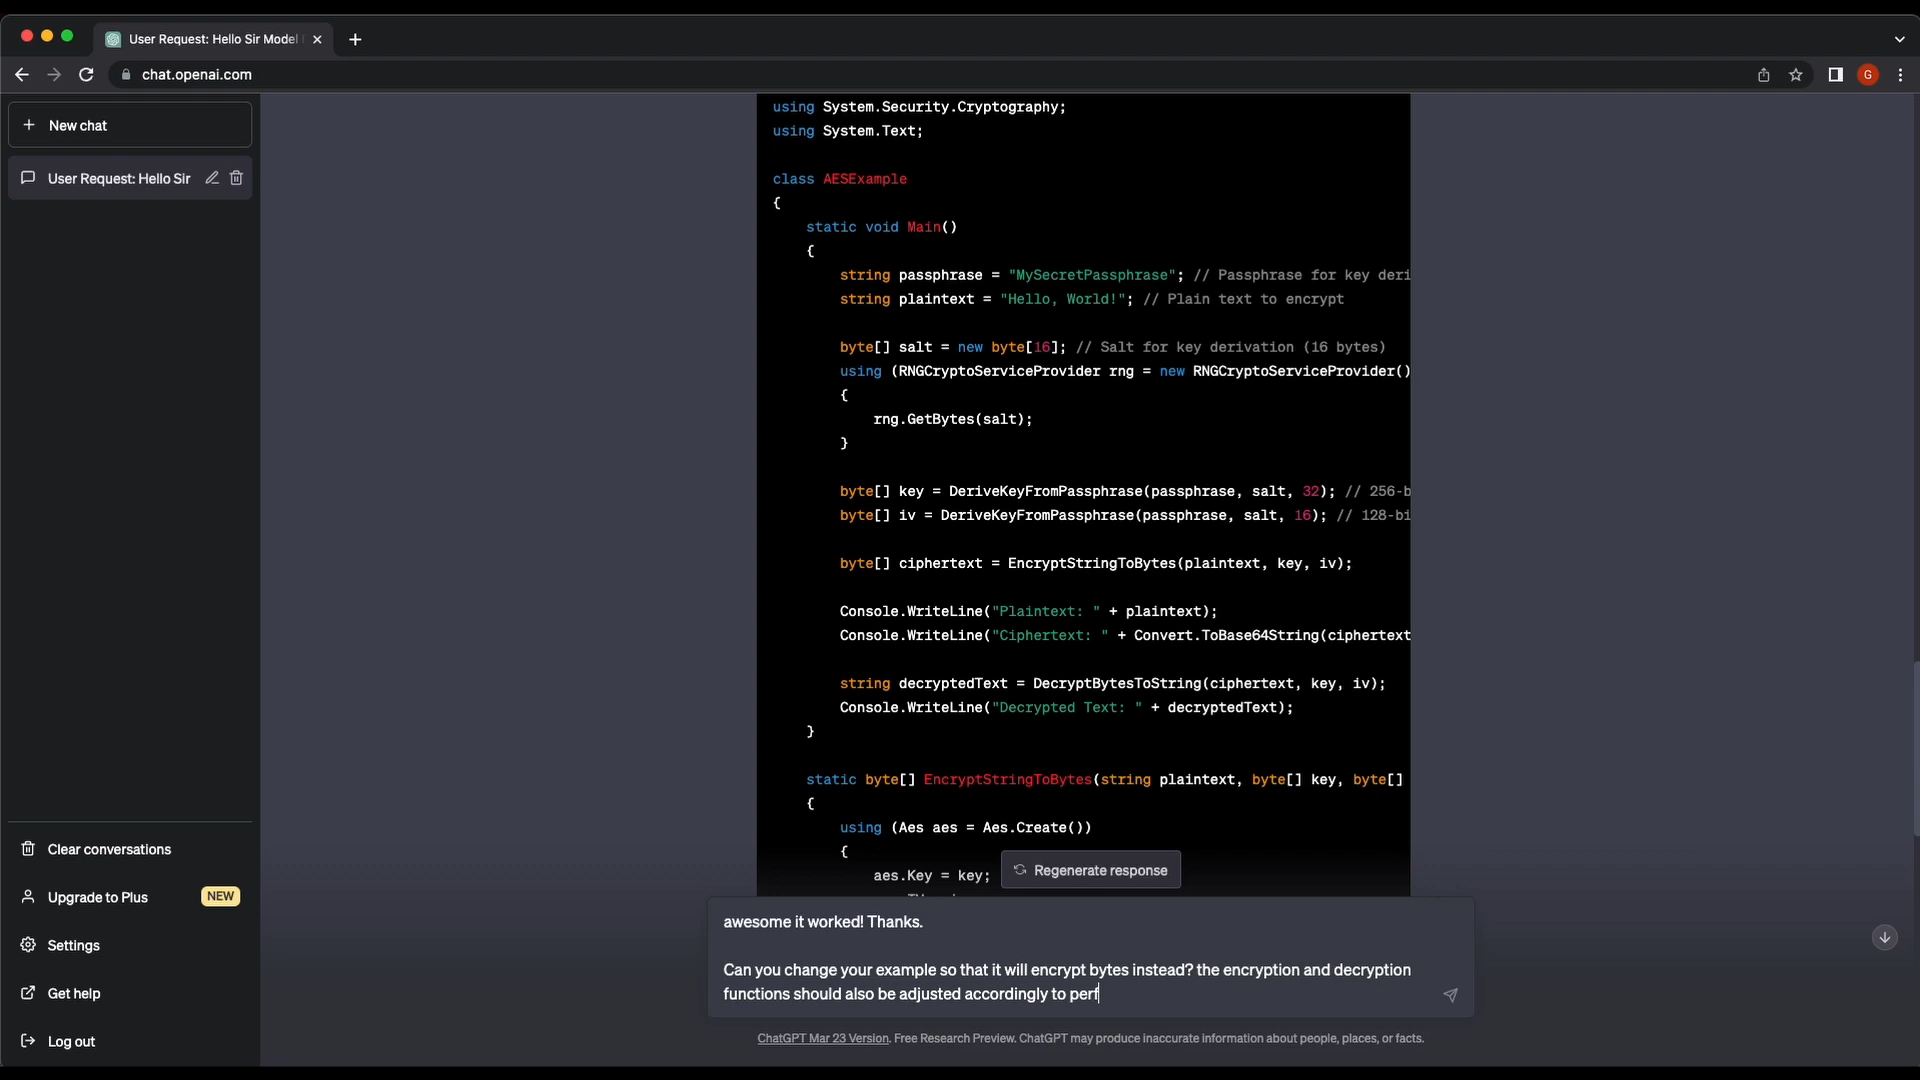 User Request: Hello Sir Model
chat.openai.com
G
New chat
User Request: Hello Sir
using System.Security.Cryptography;
using System.Text;
class AESExample
{
static void Main()
{
string passphrase = "MySecretPassphrase"; // Passphrase for key deri
string plaintext = "Hello, World!"; // Plain text to encrypt
byte[] salt = new byte[16]; // Salt for key derivation (16 bytes)
using (RNGCryptoServiceProvider rng = new RNGCryptoServiceProvider()
{
rng.GetBytes(salt);
}
byte[] key = DeriveKeyFromPassphrase(passphrase, salt, 32); // 256-b
byte[] iv = DeriveKeyFromPassphrase(passphrase, salt, 16); // 128-bi
byte[] ciphertext = EncryptStringToBytes(plaintext, key, iv);
Console.WriteLine("Plaintext: " + plaintext);
Console.WriteLine("Ciphertext: " + Convert.ToBase64String(ciphertext
string decryptedText = DecryptBytesToString(ciphertext, key, iv);
Console.WriteLine("Decrypted Text: " + decryptedText);
}
static byte[] EncryptStringToBytes(string plaintext, byte[] key, byte[]
{
using (Aes aes = Aes.Create())
{
aes.Key = key;
Regenerate response
awesome it worked! Thanks.
Can you change your example so that it will encrypt bytes instead? the encryption and decryption
functions should also be adjusted accordingly to perf
ChatGPT Mar 23 Version. Free Research Preview. ChatGPT may produce inaccurate information about people, places, or facts.
Clear conversations
Upgrade to Plus NEW
Settings
Get help
Log out